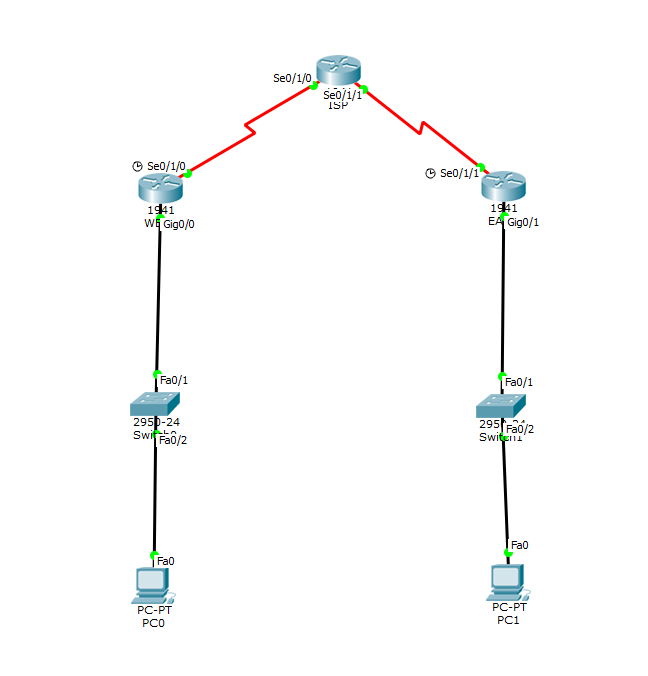 Se0/1/0
Se0/1/1
ISP
Se0/1/0
Se0/1/1
1941
Gig0/0
1941
Gig0/1
Fa0/1
2950-24
Fa0/2
Fa0/1
Fa0/2
Switch1
Fa0
PC-PT
PC0
Fa0
PC-PT
PC1